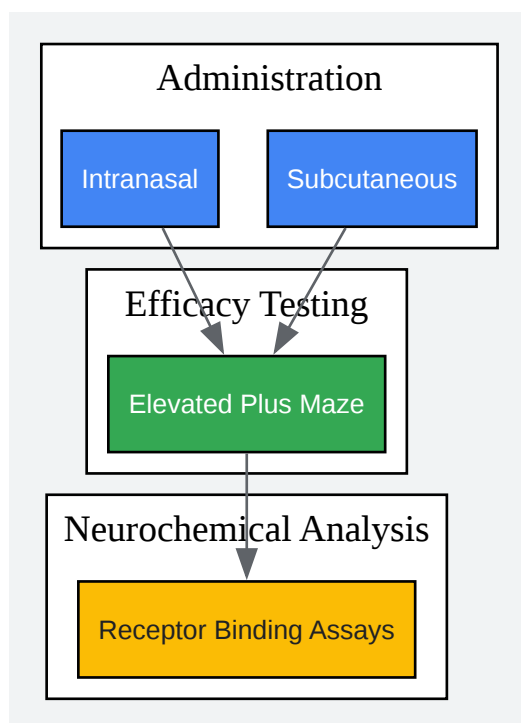 Administration
Intranasal
Subcutaneous
Efficacy Testing
Elevated Plus Maze
Neurochemical Analysis
Receptor Binding Assays